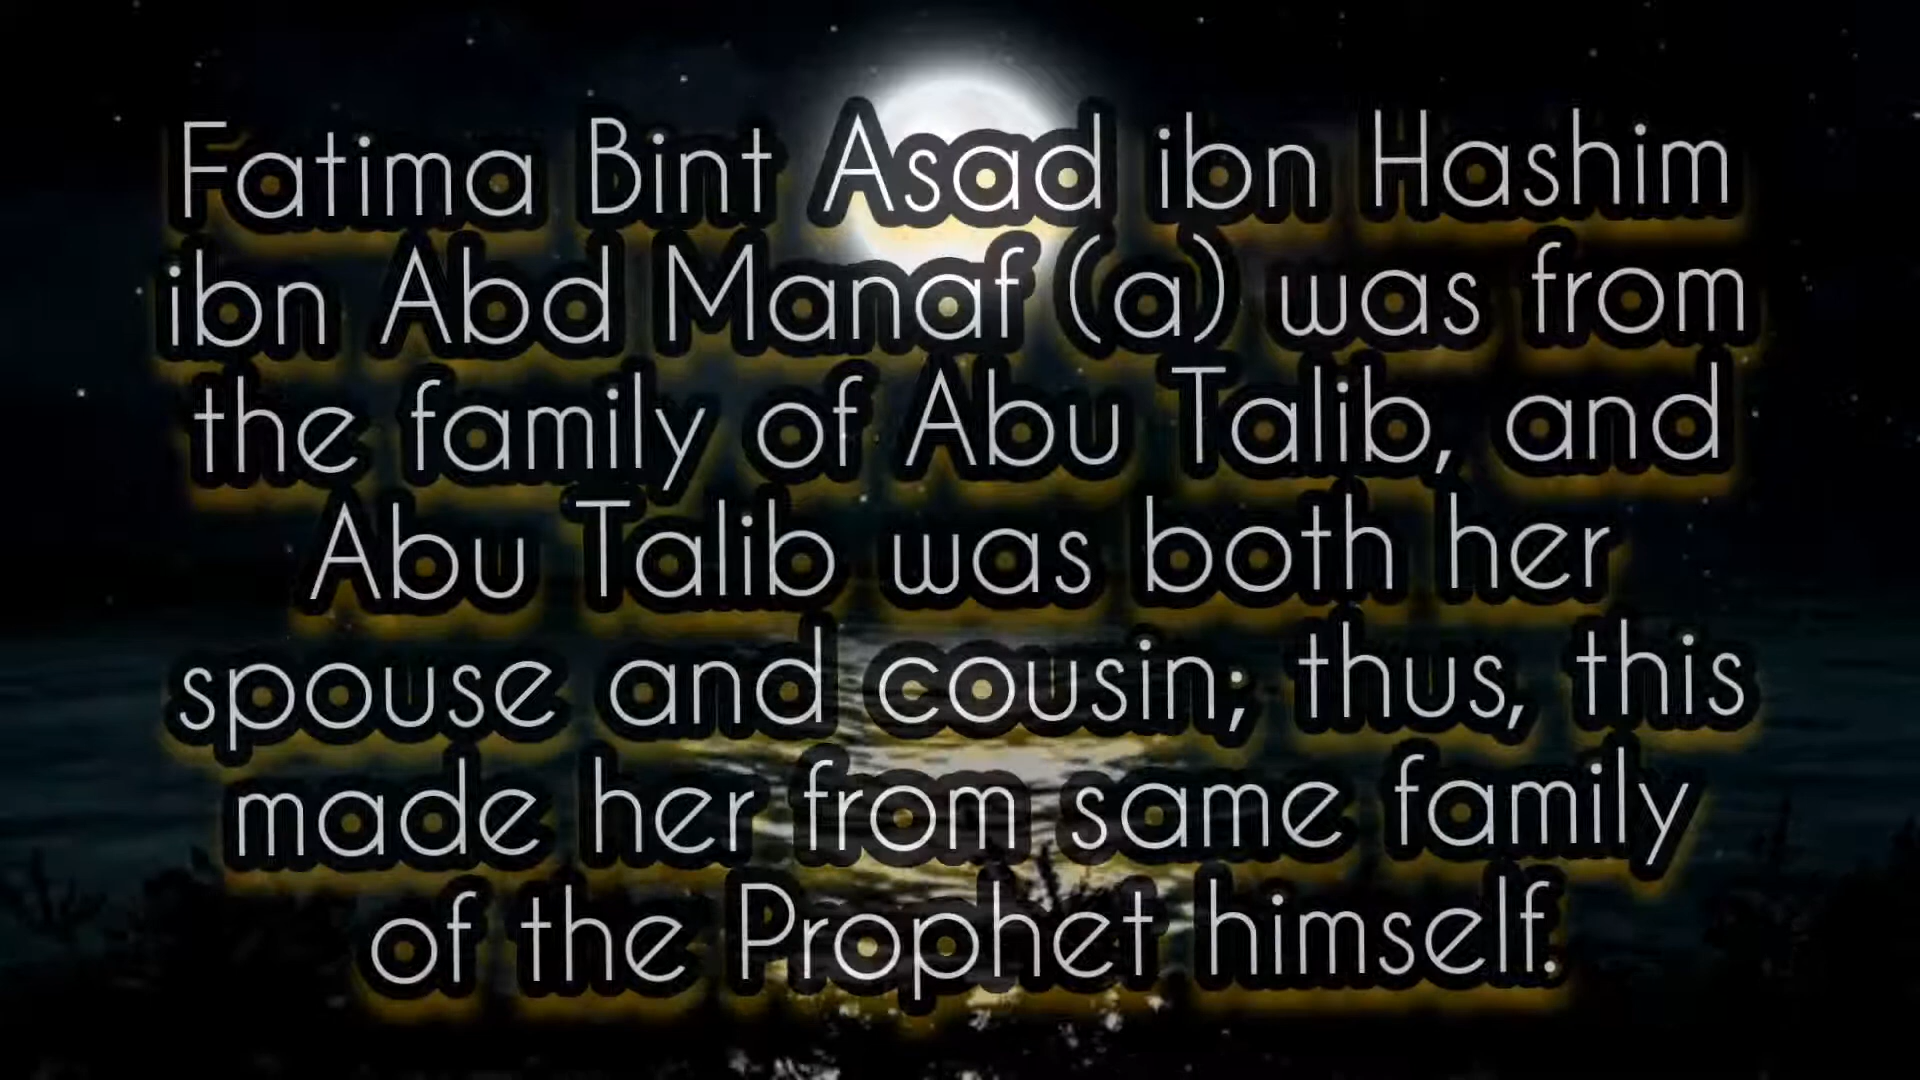 Fatima Bint Asad ibn Hashim
ibn Abd Manaf (a) was from
the family of Abu Talib, and
Abu Talib was both her
spouse and cousin; thus, this
made her from same family
of the Prophet himself.